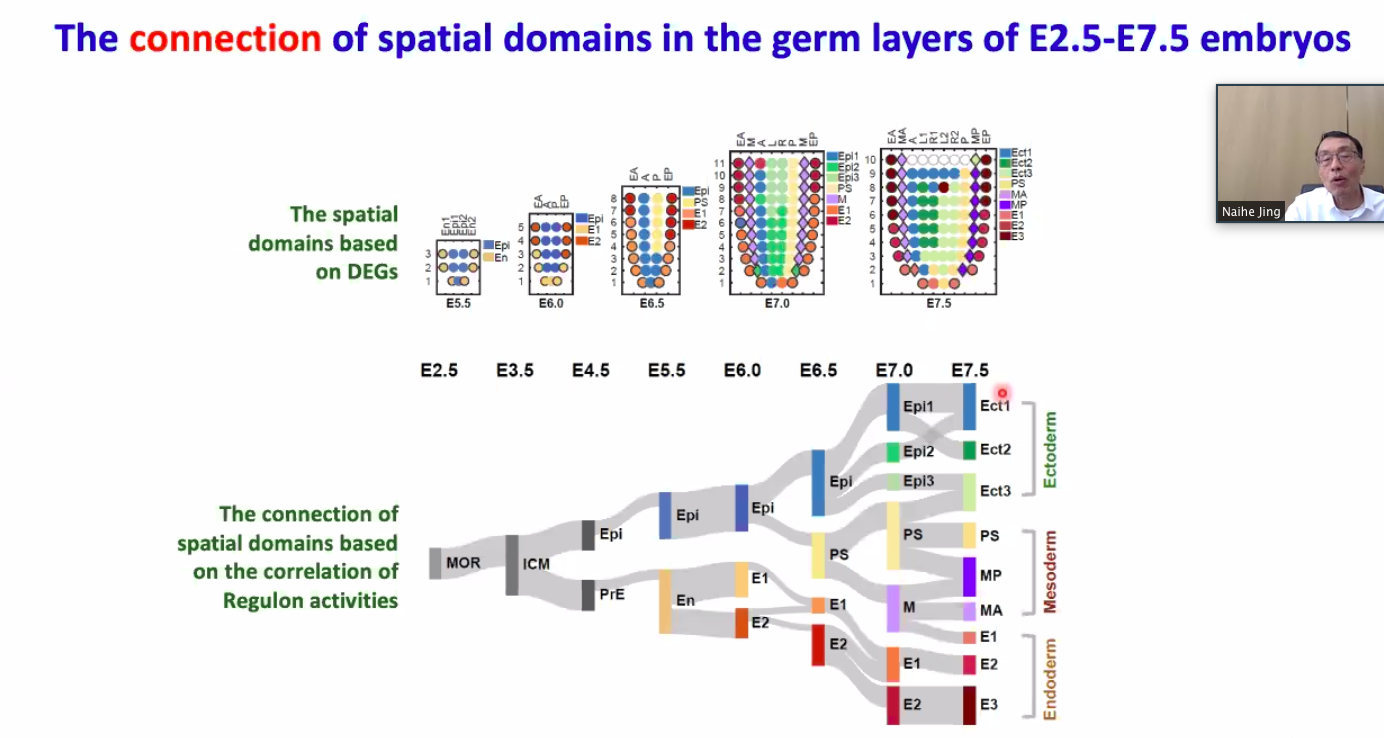 The connection of spatial domains in the germ layers of E2.5-E7.5 embryos
Naihe Jing
The spatial
domains based
on DEGs
En1
Epi1
Epi2
En2
3
2
1
Epi
En
E5.5
EA
A
P
EP
5
4
3
2
1
Epi
E1
E2
E6.0
EA
A
P
EP
8
7
6
5
4
3
2
1
Epi
PS
E1
E2
E6.5
EA
M
A
L
R
P
M
EP
11
10
9
8
7
6
5
4
3
2
1
Epi1
Epi2
Epi3
PS
M
E1
E2
E7.0
EA
MA
A
L1
R1
L2
R2
P
MP
EP
10
9
8
7
6
5
4
3
2
1
Ect1
Ect2
Ect3
PS
MA
MP
E1
E2
E3
E7.5
E2.5 E3.5 E4.5 E5.5 E6.0 E6.5 E7.0 E7.5
The connection of
spatial domains based
on the correlation of
Regulon activities
MOR
ICM
Epi
PrE
Epi
En
Epi
E1
E2
Epi
PS
E1
E2
Epi1
Epi2
Epi3
PS
M
E1
E2
Ect1
Ect2
Ect3
PS
MP
MA
E1
E2
E3
Ectoderm
Mesoderm
Endoderm